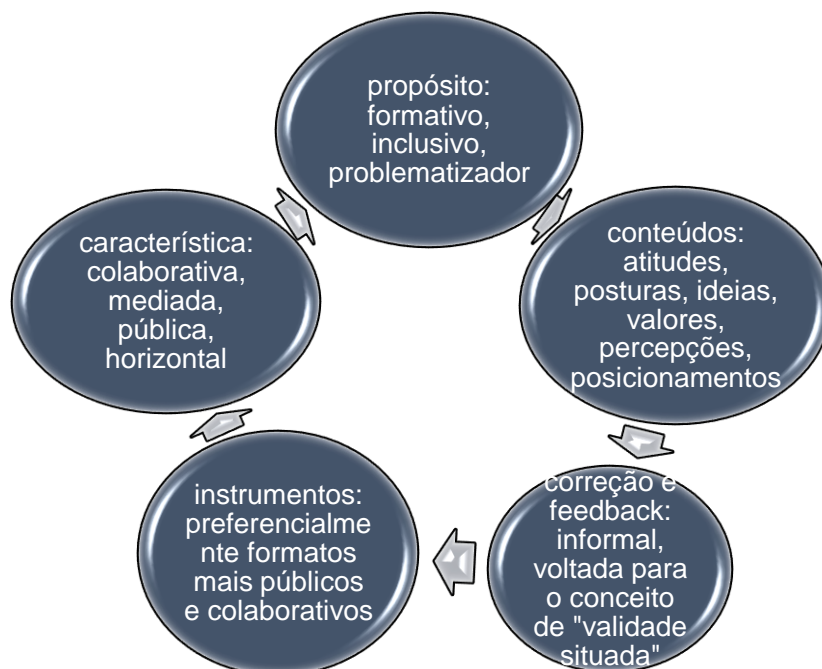 propósito:
formativo,
inclusivo,
problematizador
conteúdos:
atitudes,
posturas, ideias,
valores,
percepções,
posicionamentos
correção e
feedback:
informal,
voltada para
o conceito
de "validade
situada"
instrumentos:
preferencialme
nte formatos
mais públicos
e colaborativos
característica:
colaborativa,
mediada,
pública,
horizontal